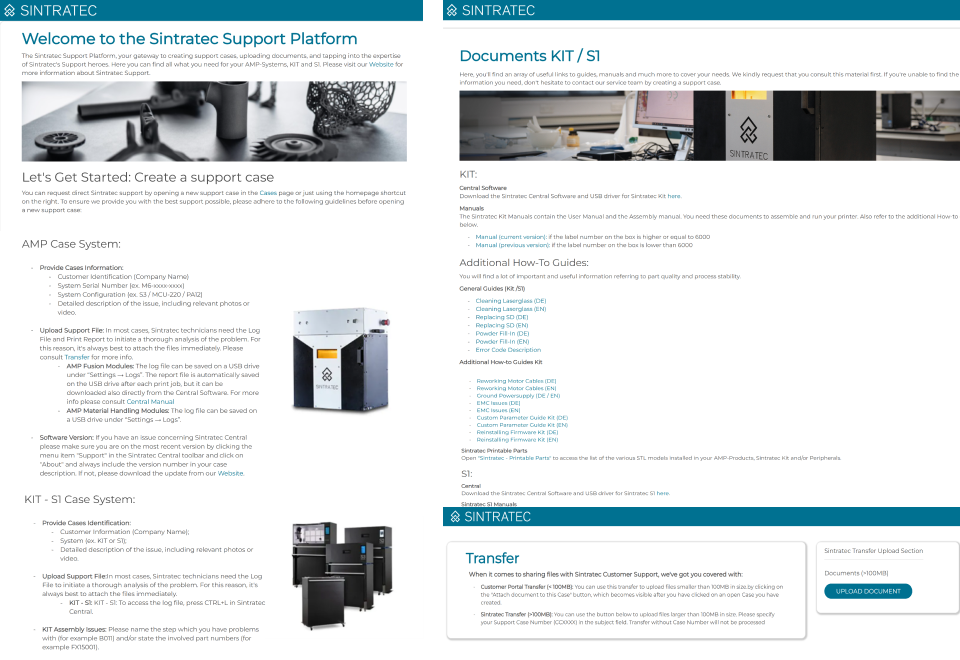 SINTRATEC
Welcome to the Sintratec Support Platform
The Sintratec Support Platform, your gateway to creating support cases, uploading documents, and tapping into the expertise
of Sintratec's Support heroes. Here you can find all what you need for your AMP-Systems, KIT and S1. Please visit our Website for
more information about Sintratec Support.
Let's Get Started: Create a support case
You can request direct Sintratec support by opening a new support case in the Cases page or just using the homepage shortcut
on the right. To ensure we provide you with the best support possible, please adhere to the following guidelines before opening
a new support case:
AMP Case System:
- Provide Cases Information:
- Customer Identification (Company Name)
- System Serial Number (ex. M6-xxxx-xxxx)
- System Configuration (ex. S3 / MCU-220 / PA12)
- Detailed description of the issue, including relevant photos or
video.
- Upload Support File: In most cases, Sintratec technicians need the Log
File and Print Report to initiate a thorough analysis of the problem. For
this reason, it's always best to attach the files immediately. Please
consult Transfer for more info.
- AMP Fusion Modules: The log file can be saved on a USB drive
under "Settings → Logs". The report file is automatically saved
on the USB drive after each print job, but it can be
downloaded also directly from the Central Software. For more
info please consult Central Manual
- AMP Material Handling Modules: The log file can be saved on
a USB drive under "Settings → Logs".
- Software Version: If you have an issue concerning Sintratec Central
please make sure you are on the most recent version by clicking the
menu item "Support" in the Sintratec Central toolbar and click on
"About" and always include the version number in your case
description. If not, please download the update from our Website.
SINTRATEC
KIT - S1 Case System:
- Provide Cases Identification:
- Customer Information (Company Name);
- System (ex. KIT or S1);
- Detailed description of the issue, including relevant photos or
video.
- Upload Support File:In most cases, Sintratec technicians need the Log
File to initiate a thorough analysis of the problem. For this reason, it's
always best to attach the files immediately.
- KIT - S1: KIT - S1: To access the log file, press CTRL+L in Sintratec
Central.
- KIT Assembly Issues: Please name the step which you have problems
with (for example B011) and/or state the involved part numbers (for
example FX15001).
SINTRATEC
Documents KIT / S1
Here, you'll find an array of useful links to guides, manuals and much more to cover your needs. We kindly request that you consult this material first. If you're unable to find the
information you need, don't hesitate to contact our service team by creating a support case.
SINTRATEC
KIT:
Central Software
Download the Sintratec Central Software and USB driver for Sintratec Kit here.
Manuals
The Sintratec Kit Manuals contain the User Manual and the Assembly manual. You need these documents to assemble and run your printer. Also refer to the additional How-to
below.
- Manual (current version): if the label number on the box is higher or equal to 6000
- Manual (previous version): if the label number on the box is lower than 6000
Additional How-To Guides:
You will find a lot of important and useful information referring to part quality and process stability.
General Guides (Kit /S1)
- Cleaning Laserglass (DE)
- Cleaning Laserglass (EN)
- Replacing SD (DE)
- Replacing SD (EN)
- Powder Fill-In (DE)
- Powder Fill-In (EN)
- Error Code Description
Additional How-to Guides Kit
- Reworking Motor Cables (DE)
- Reworking Motor Cables (EN)
- Ground Powersupply (DE / EN)
- EMC Issues (DE)
- EMC Issues (EN)
- Custom Parameter Guide Kit (DE)
- Custom Parameter Guide Kit (EN)
- Reinstalling Firmware Kit (DE)
- Reinstalling Firmware Kit (EN)
Sintratec Printable Parts
Open "Sintratec - Printable Parts" to access the list of the various STL models installed in your AMP-Products, Sintratec Kit and/or Peripherals.
S1:
Central
Download the Sintratec Central Software and USB driver for Sintratec S1 here.
Sintratec S1 Manuals
SINTRATEC
Transfer
When it comes to sharing files with Sintratec Customer Support, we've got you covered with:
- Customer Portal Transfer (< 100MB): You can use this transfer to upload files smaller than 100MB in size.by clicking on
the "Attach document to this Case" button, which becomes visible after you have clicked on an open Case you have
created.
- Sintratec Transfer (>100MB): You can use the button below to upload files larger than 100MB in size. Please specify
your Support Case Number (CCXXXX) in the subject field. Transfer without Case Number will not be processed
Sintratec Transfer Upload Section
Documents (>100MB)
UPLOAD DOCUMENT